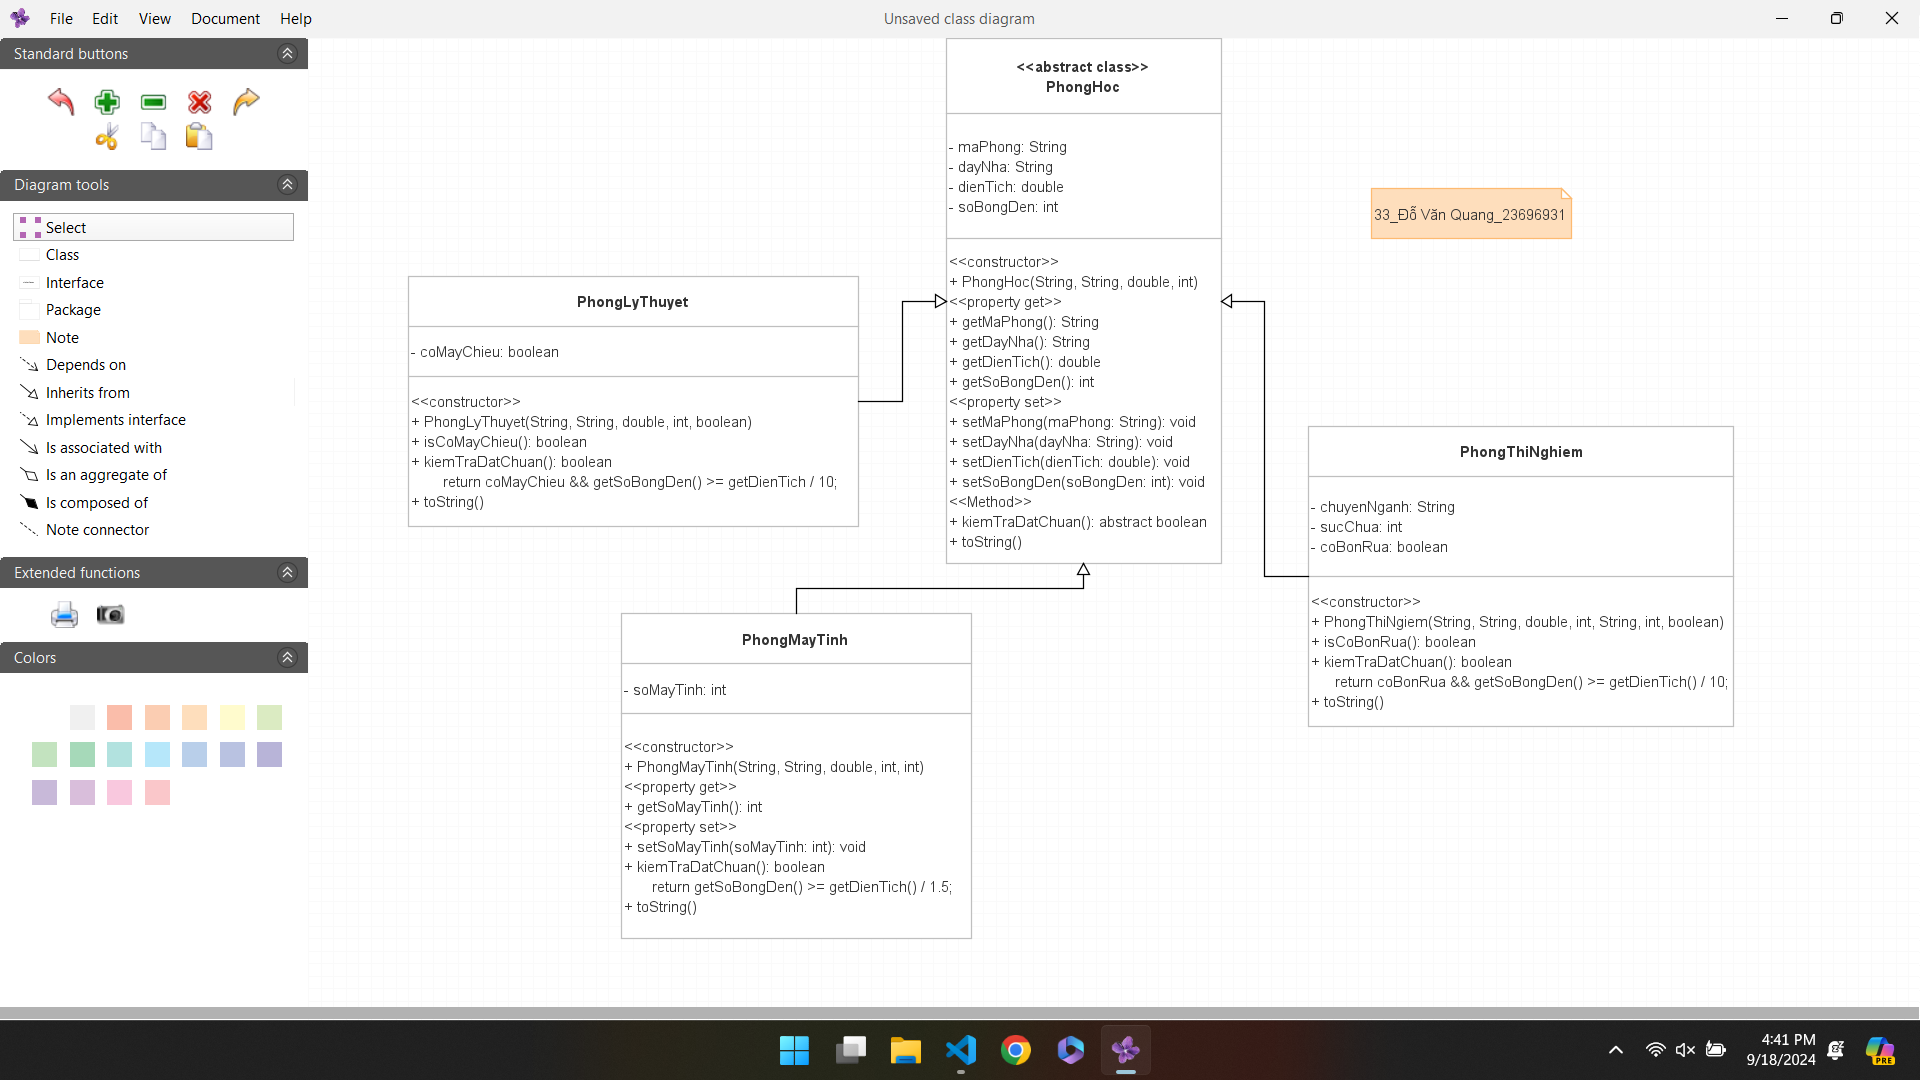 File Edit View Document Help
Unsaved class diagram
Standard buttons
Diagram tools
Select
Class
Interface
Package
Note
Depends on
Inherits from
Implements interface
Is associated with
Is an aggregate of
Is composed of
Note connector
Extended functions
Colors
<<abstract class>>
PhongHoc
- maPhong: String
- dayNha: String
- dienTich: double
- soBongDen: int
<<constructor>>
+ PhongHoc(String, String, double, int)
<<property get>>
+ getMaPhong(): String
+ getDayNha(): String
+ getDienTich(): double
+ getSoBongDen(): int
<<property set>>
+ setMaPhong(maPhong: String): void
+ setDayNha(dayNha: String): void
+ setDienTich(dienTich: double): void
+ setSoBongDen(soBongDen: int): void
<<Method>>
+ kiemTraDatChuan(): abstract boolean
+ toString()
33_Đỗ Văn Quang_23696931
PhongLyThuyet
- coMayChieu: boolean
<<constructor>>
+ PhongLyThuyet(String, String, double, int, boolean)
+ isCoMayChieu(): boolean
+ kiemTraDatChuan(): boolean
return coMayChieu && getSoBongDen() >= getDienTich / 10;
+ toString()
PhongThiNghiem
- chuyenNganh: String
- sucChua: int
- coBonRua: boolean
<<constructor>>
+ PhongThiNgiem(String, String, double, int, String, int, boolean)
+ isCoBonRua(): boolean
+ kiemTraDatChuan(): boolean
return coBonRua && getSoBongDen() >= getDienTich() / 10;
+ toString()
PhongMayTinh
- soMayTinh: int
<<constructor>>
+ PhongMayTinh(String, String, double, int, int)
<<property get>>
+ getSoMayTinh(): int
<<property set>>
+ setSoMayTinh(soMayTinh: int): void
+ kiemTraDatChuan(): boolean
return getSoBongDen() >= getDienTich() / 1.5;
+ toString()
4:41 PM
9/18/2024
PRE